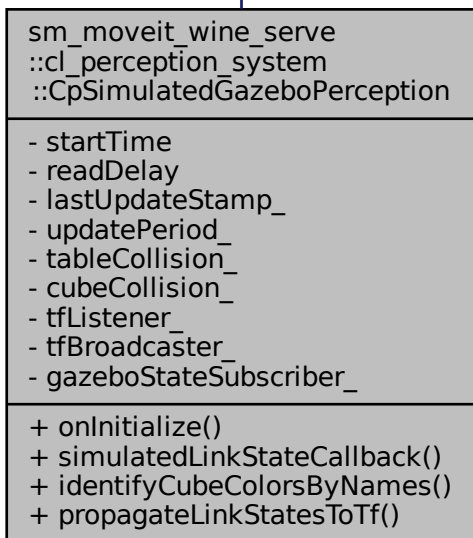 sm_moveit_wine_serve
::cl_perception_system
::CpSimulatedGazeboPerception
- startTime
- readDelay
- lastUpdateStamp_
- updatePeriod_
- tableCollision_
- cubeCollision_
- tfListener_
- tfBroadcaster_
- gazeboStateSubscriber_
+ onInitialize()
+ simulatedLinkStateCallback()
+ identifyCubeColorsByNames()
+ propagateLinkStatesToTf()